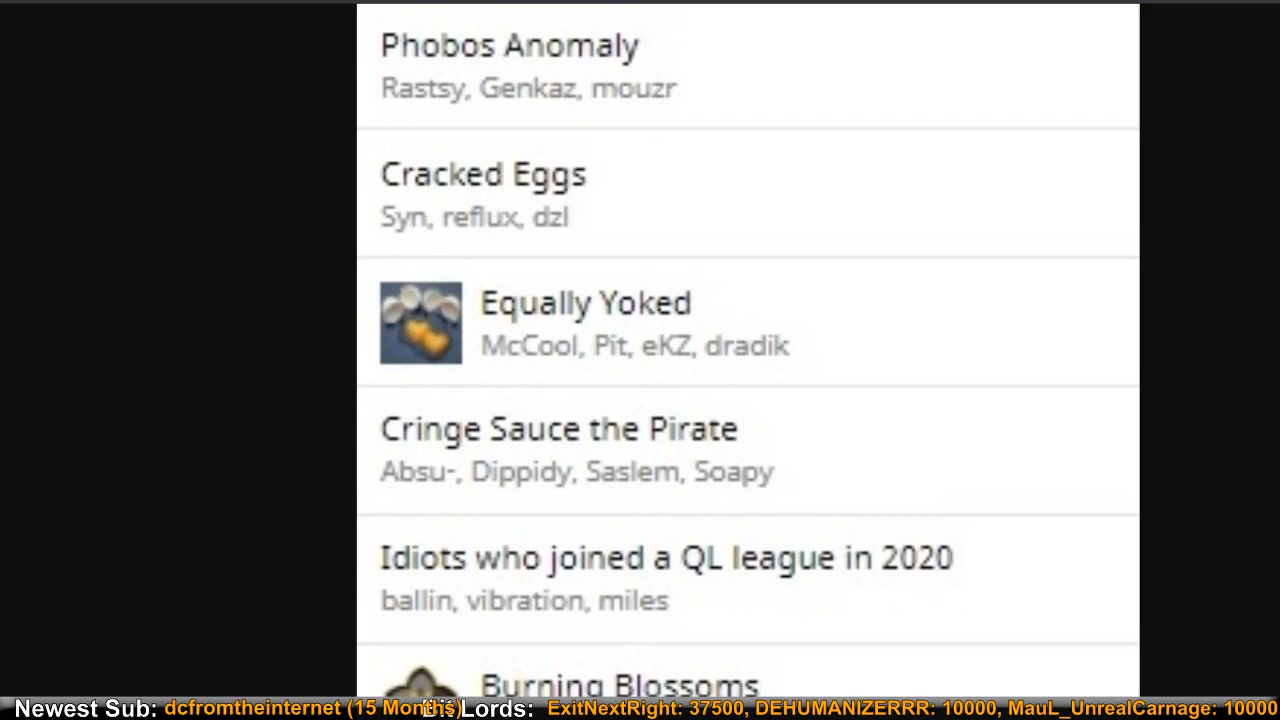 Phobos Anomaly
Rastsy, Genkaz, mouzr
Cracked Eggs
Syn, reflux, dzl
Equally Yoked
McCool, Pit, eKZ, dradik
Cringe Sauce the Pirate
Absu-, Dippidy, Saslem, Soapy
Idiots who joined a QL league in 2020
ballin, vibration, miles
Burning Blossoms
Newest Sub: dcfromtheinternet (15 Months) Lords: ExitNextRight: 37500, DEHUMANIZERRR: 10000, MauL_UnrealCarnage: 10000